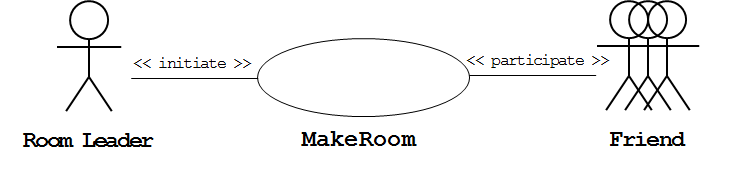 << initiate >>
<< participate >>
Room Leader
MakeRoom
Friend